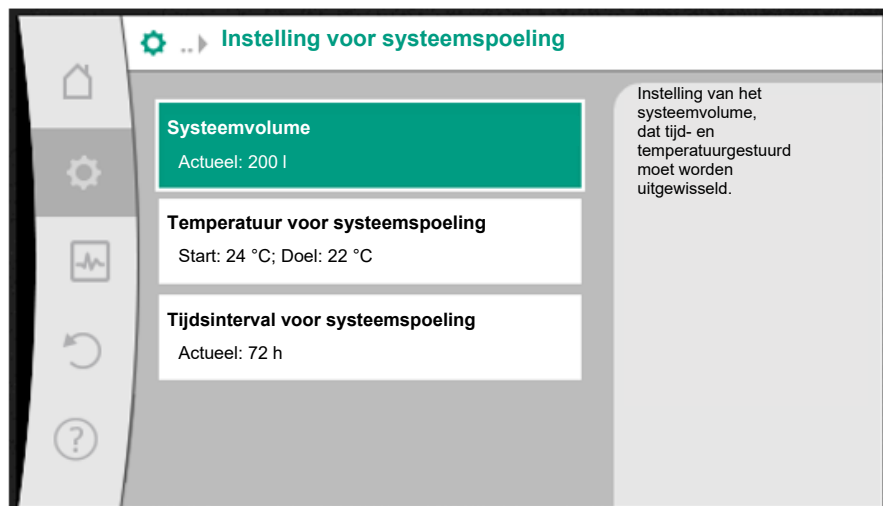 .. Instelling voor systeemspoeling
Systeemvolume
Actueel: 200 l
Temperatuur voor systeemspoeling
Start: 24 °C; Doel: 22 °C
Tijdsinterval voor systeemspoeling
Actueel: 72 h
Instelling van het
systeemvolume,
dat tijd- en
temperatuurgestuurd
moet worden
uitgewisseld.
?